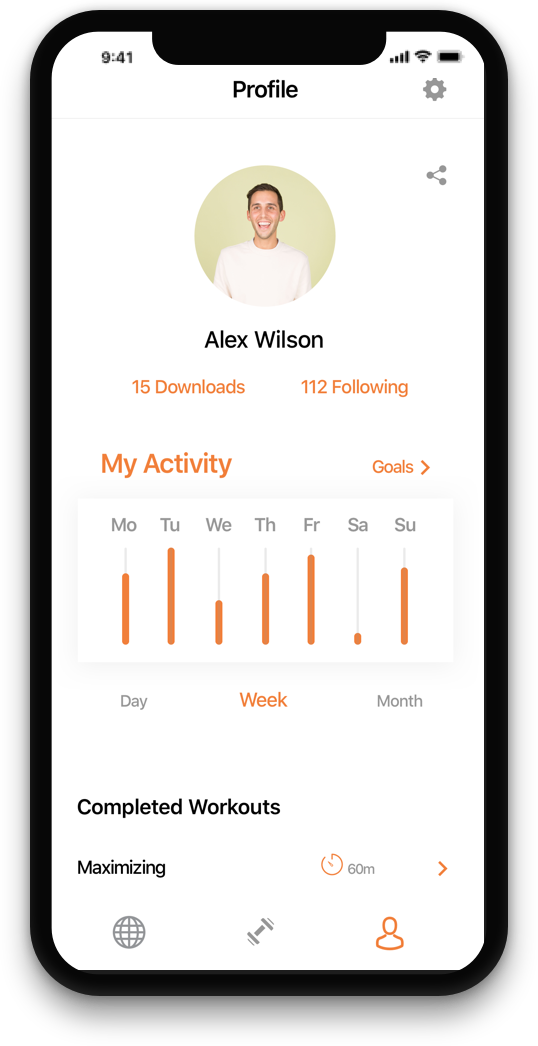 9:41
Profile
Alex Wilson
15 Downloads 112 Following
My Activity Goals
Mo Tu We Th Fr Sa Su
Day Week Month
Completed Workouts
Maximizing 60m